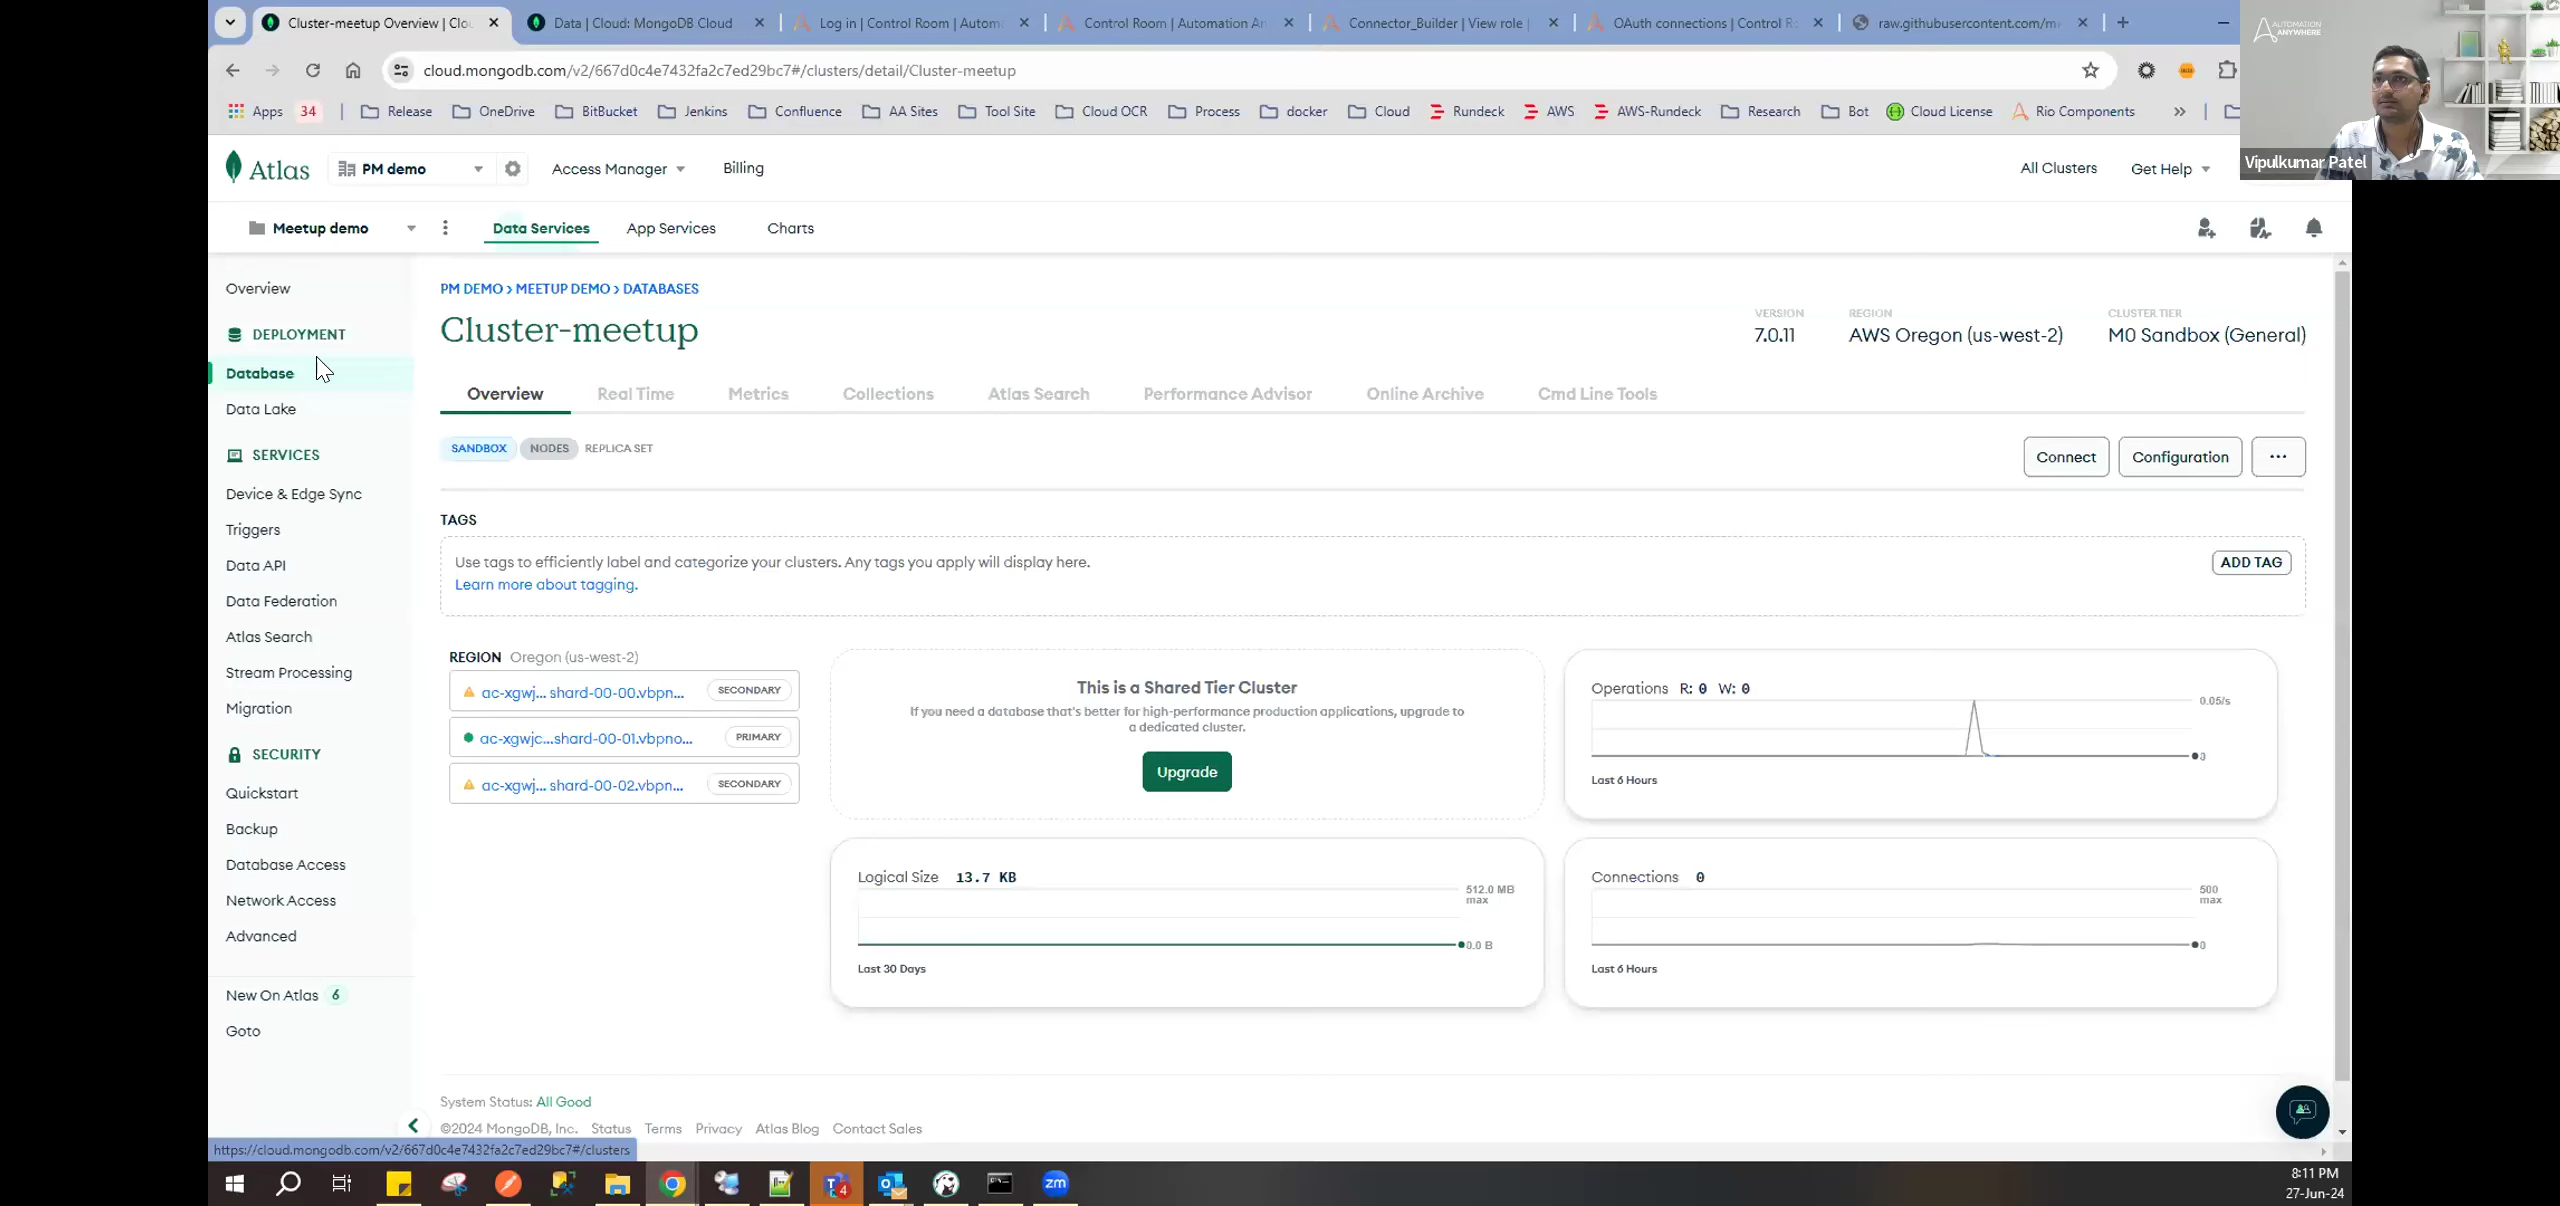 Cluster-meetup Overview | Clou
Data | Cloud: MongoDB Cloud
Log in | Control Room | Automa
Control Room | Automation An
Connector_Builder | View role |
OAuth connections | Control R
raw.githubusercontent.com/m
AUTOMATION
ANYWHERE
cloud.mongodb.com/v2/667d0c4e7432fa2c7ed29bc7#/clusters/detail/Cluster-meetup
Apps 34 | Release OneDrive BitBucket Jenkins Confluence AA Sites Tool Site Cloud OCR Process docker Cloud Rundeck AWS AWS-Rundeck Research Bot Cloud License Rio Components »
Vipulkumar Patel
Atlas PM demo Access Manager Billing All Clusters Get Help
Meetup demo Data Services App Services Charts
Overview
DEPLOYMENT
Database
Data Lake
SERVICES
Device & Edge Sync
Triggers
Data API
Data Federation
Atlas Search
Stream Processing
Migration
SECURITY
Quickstart
Backup
Database Access
Network Access
Advanced
New On Atlas 6
Goto
PM DEMO > MEETUP DEMO > DATABASES
Cluster-meetup
VERSION
7.0.11
REGION
AWS Oregon (us-west-2)
CLUSTER TIER
M0 Sandbox (General)
Overview Real Time Metrics Collections Atlas Search Performance Advisor Online Archive Cmd Line Tools
SANDBOX NODES REPLICA SET
Connect Configuration ...
TAGS
Use tags to efficiently label and categorize your clusters. Any tags you apply will display here.
Learn more about tagging.
ADD TAG
REGION Oregon (us-west-2)
ac-xgwj... shard-00-00.vbpn... SECONDARY
ac-xgwjc...shard-00-01.vbpno... PRIMARY
ac-xgwj... shard-00-02.vbpn... SECONDARY
This is a Shared Tier Cluster
If you need a database that's better for high-performance production applications, upgrade to
a dedicated cluster.
Upgrade
Operations R: 0 W: 0
0.05/s
0
Last 6 Hours
Logical Size 13.7 KB
512.0 MB
max
0.0 B
Last 30 Days
Connections 0
500
max
0
Last 6 Hours
System Status: All Good
©2024 MongoDB, Inc. Status Terms Privacy Atlas Blog Contact Sales
https://cloud.mongodb.com/v2/667d0c4e7432fa2c7ed29bc7#/clusters
4
zm
8:11 PM
27-Jun-24